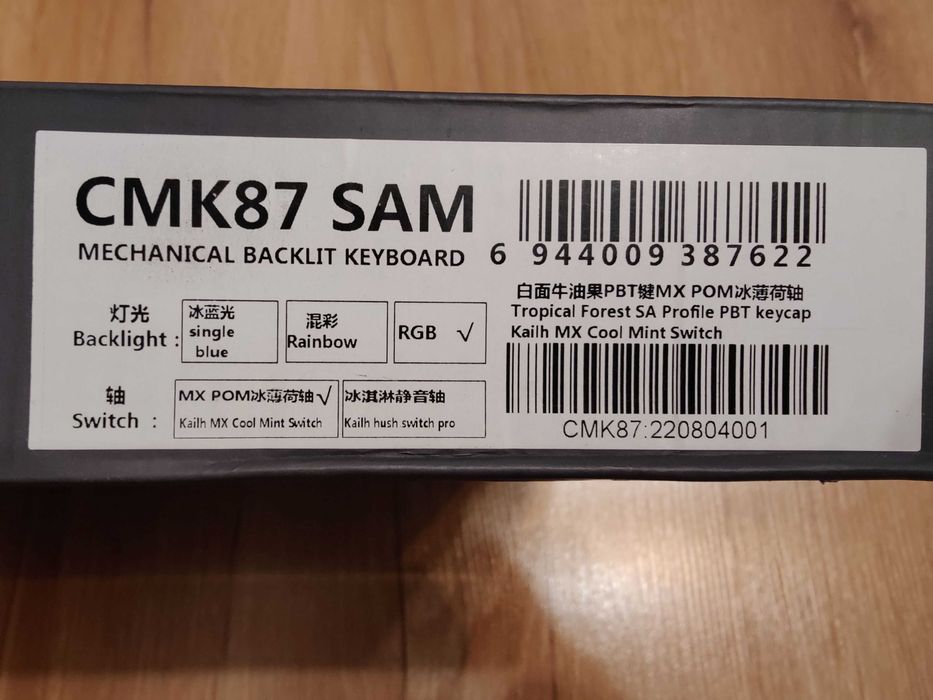 CMK87 SAM
MECHANICAL BACKLIT KEYBOARD
6 944009 387622
灯光
Backlight :
冰蓝光
single
blue
混彩
Rainbow
RGB √
白面牛油果PBT键MX POM冰薄荷轴
Tropical Forest SA Profile PBT keycap
Kailh MX Cool Mint Switch
轴
Switch :
MX POM冰薄荷轴√
Kailh MX Cool Mint Switch
冰淇淋静音轴
Kailh hush switch pro
CMK87:220804001